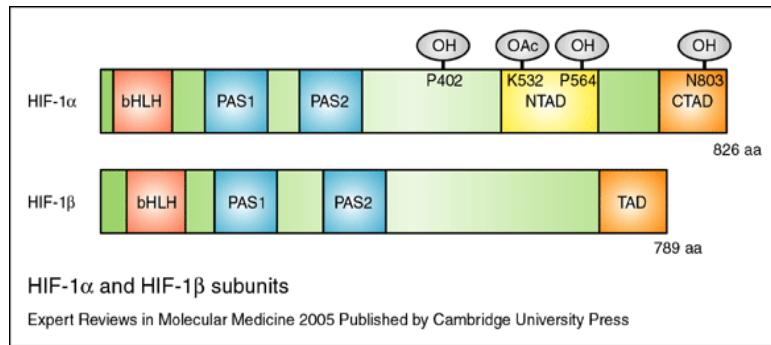 OH OAc OH OH
P402 K532 P564 N803
HIF-1α bHLH PAS1 PAS2 NTAD CTAD
826 aa
HIF-1β bHLH PAS1 PAS2 TAD
789 aa
HIF-1α and HIF-1β subunits
Expert Reviews in Molecular Medicine 2005 Published by Cambridge University Press